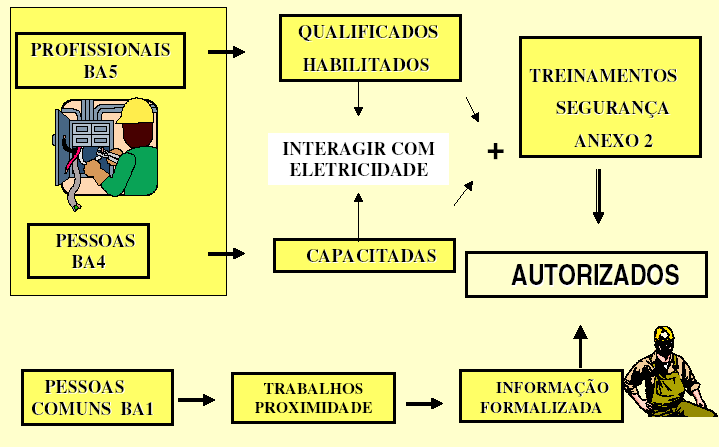 PROFISSIONAIS
BA5
QUALIFICADOS
HABILITADOS
TREINAMENTOS
SEGURANÇA
ANEXO 2
INTERAGIR COM
ELETRICIDADE
+
PESSOAS
BA4
CAPACITADAS
AUTORIZADOS
PESSOAS
COMUNS BA1
TRABALHOS
PROXIMIDADE
INFORMAÇÃO
FORMALIZADA